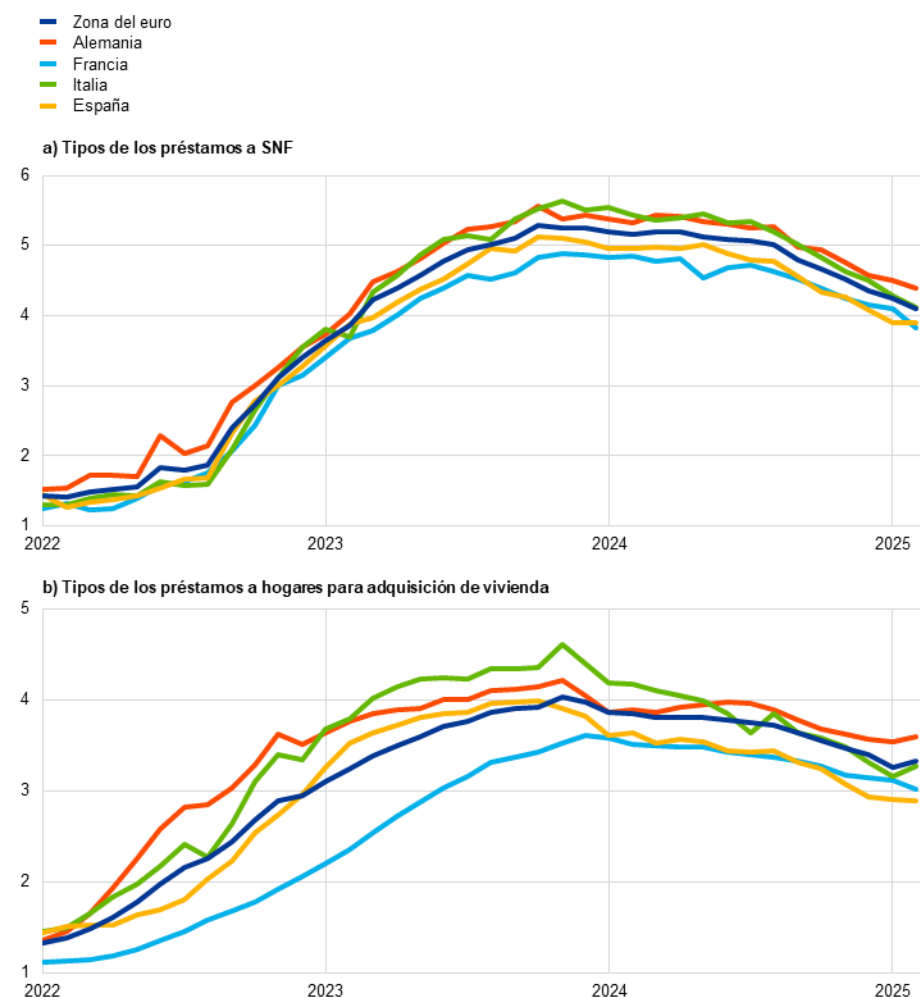 Zona del euro
Alemania
Francia
Italia
España
a) Tipos de los préstamos a SNF
6
5
4
3
2
1
2022 2023 2024 2025
b) Tipos de los préstamos a hogares para adquisición de vivienda
5
4
3
2
1
2022 2023 2024 2025